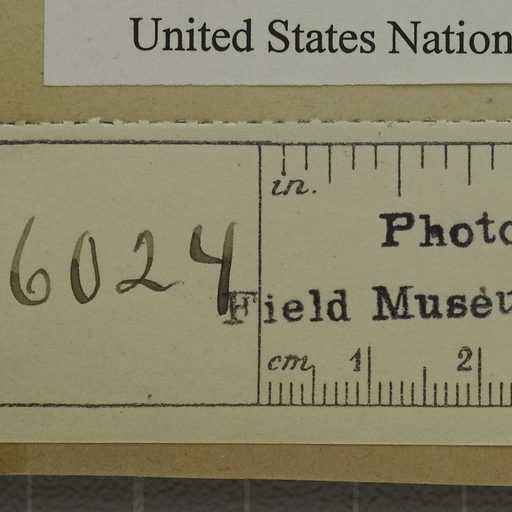 United States Nation
in.
6024
Photo
Field Museu
cm 1 2